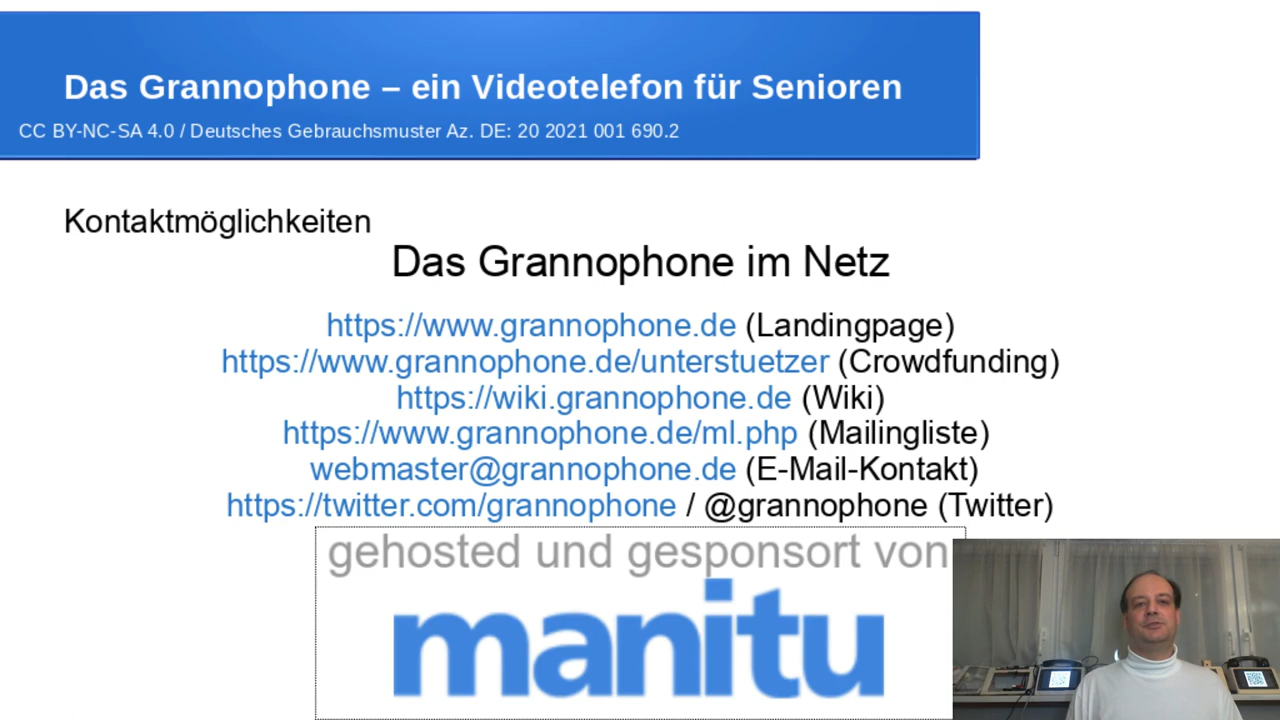 Das Grannophone – ein Videotelefon für Senioren
CC BY-NC-SA 4.0 / Deutsches Gebrauchsmuster Az. DE: 20 2021 001 690.2
Kontaktmöglichkeiten
Das Grannophone im Netz
https://www.grannophone.de (Landingpage)
https://www.grannophone.de/unterstuetzer (Crowdfunding)
https://wiki.grannophone.de (Wiki)
https://www.grannophone.de/ml.php (Mailingliste)
webmaster@grannophone.de (E-Mail-Kontakt)
https://twitter.com/grannophone / @grannophone (Twitter)
gehosted und gesponsort von
manitu